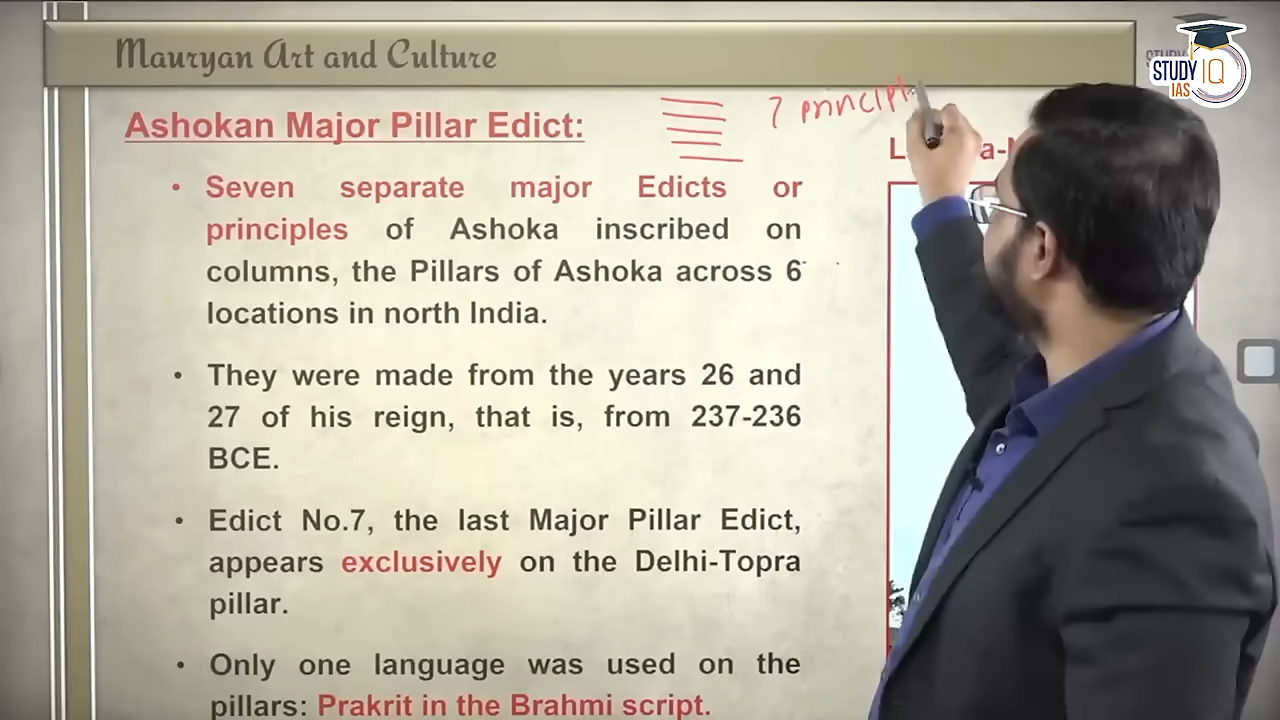 Mauryan Art and Culture
STUDY IQ
IAS
7 principl
Ashokan Major Pillar Edict:
• Seven separate major Edicts or
principles of Ashoka inscribed on
columns, the Pillars of Ashoka across 6
locations in north India.
• They were made from the years 26 and
27 of his reign, that is, from 237-236
BCE.
• Edict No.7, the last Major Pillar Edict,
appears exclusively on the Delhi-Topra
pillar.
• Only one language was used on the
pillars: Prakrit in the Brahmi script.